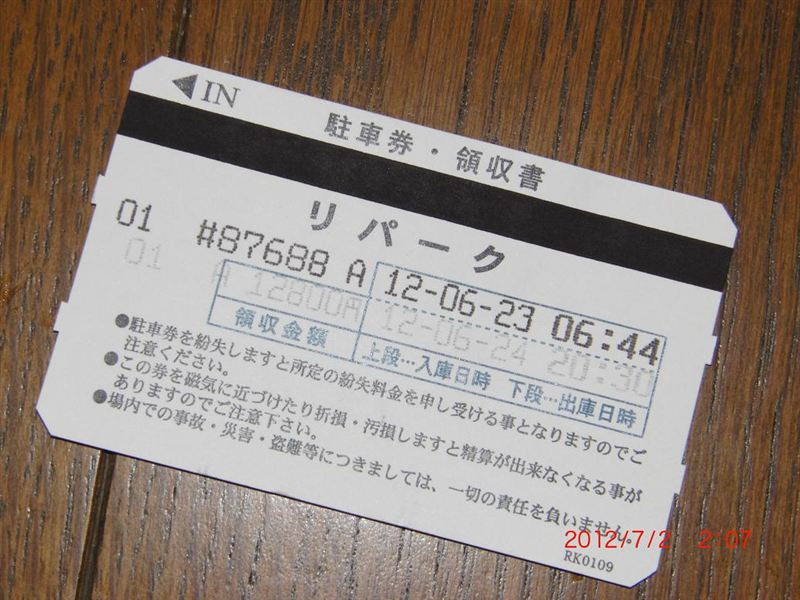 ◀IN
駐車券・領収書
リパーク
01 #87688 A 12-06-23 06:44
01 A 12800円 12-06-24 20:30
領収金額 上段…入庫日時 下段…出庫日時
●駐車券を紛失しますと所定の紛失料金を申し受ける事となりますのでご
注意ください。
●この券を磁気に近づけたり折損・汚損しますと精算が出来なくなる事が
ありますのでご注意下さい。
●場内での事故・災害・盗難等につきましては、一切の責任を負いません。
RK0109
2012/7/2 2:07